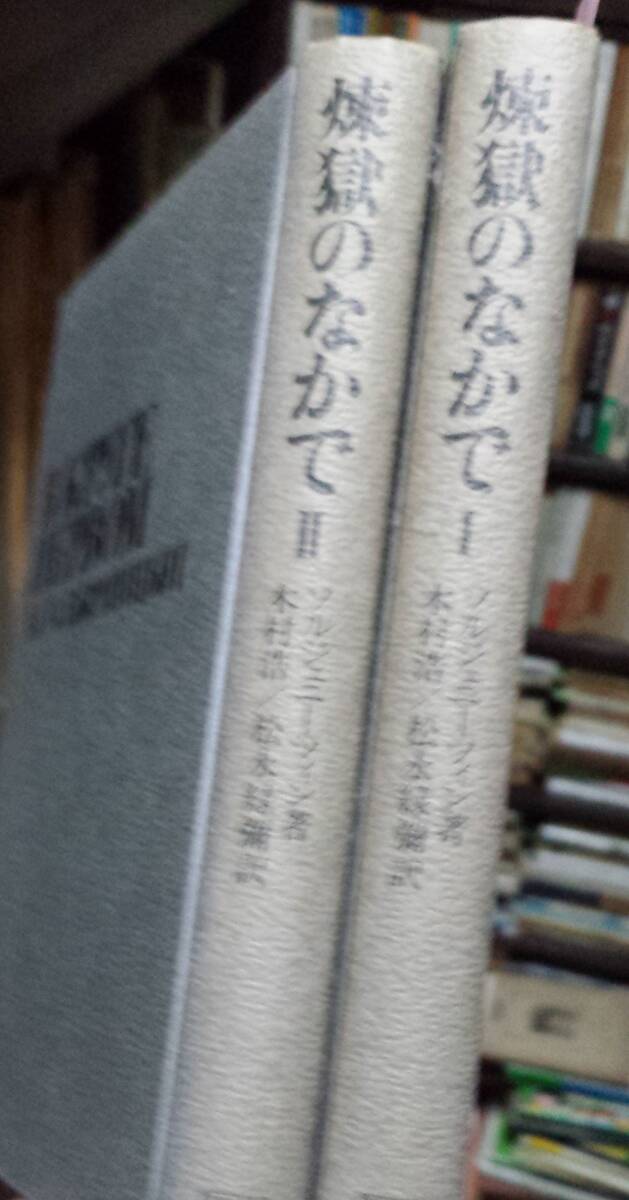 煉獄のなかで I
ソルジェニーツィン著
木村浩／松永緑彌訳
煉獄のなかで II
ソルジェニーツィン著
木村浩／松永緑彌訳